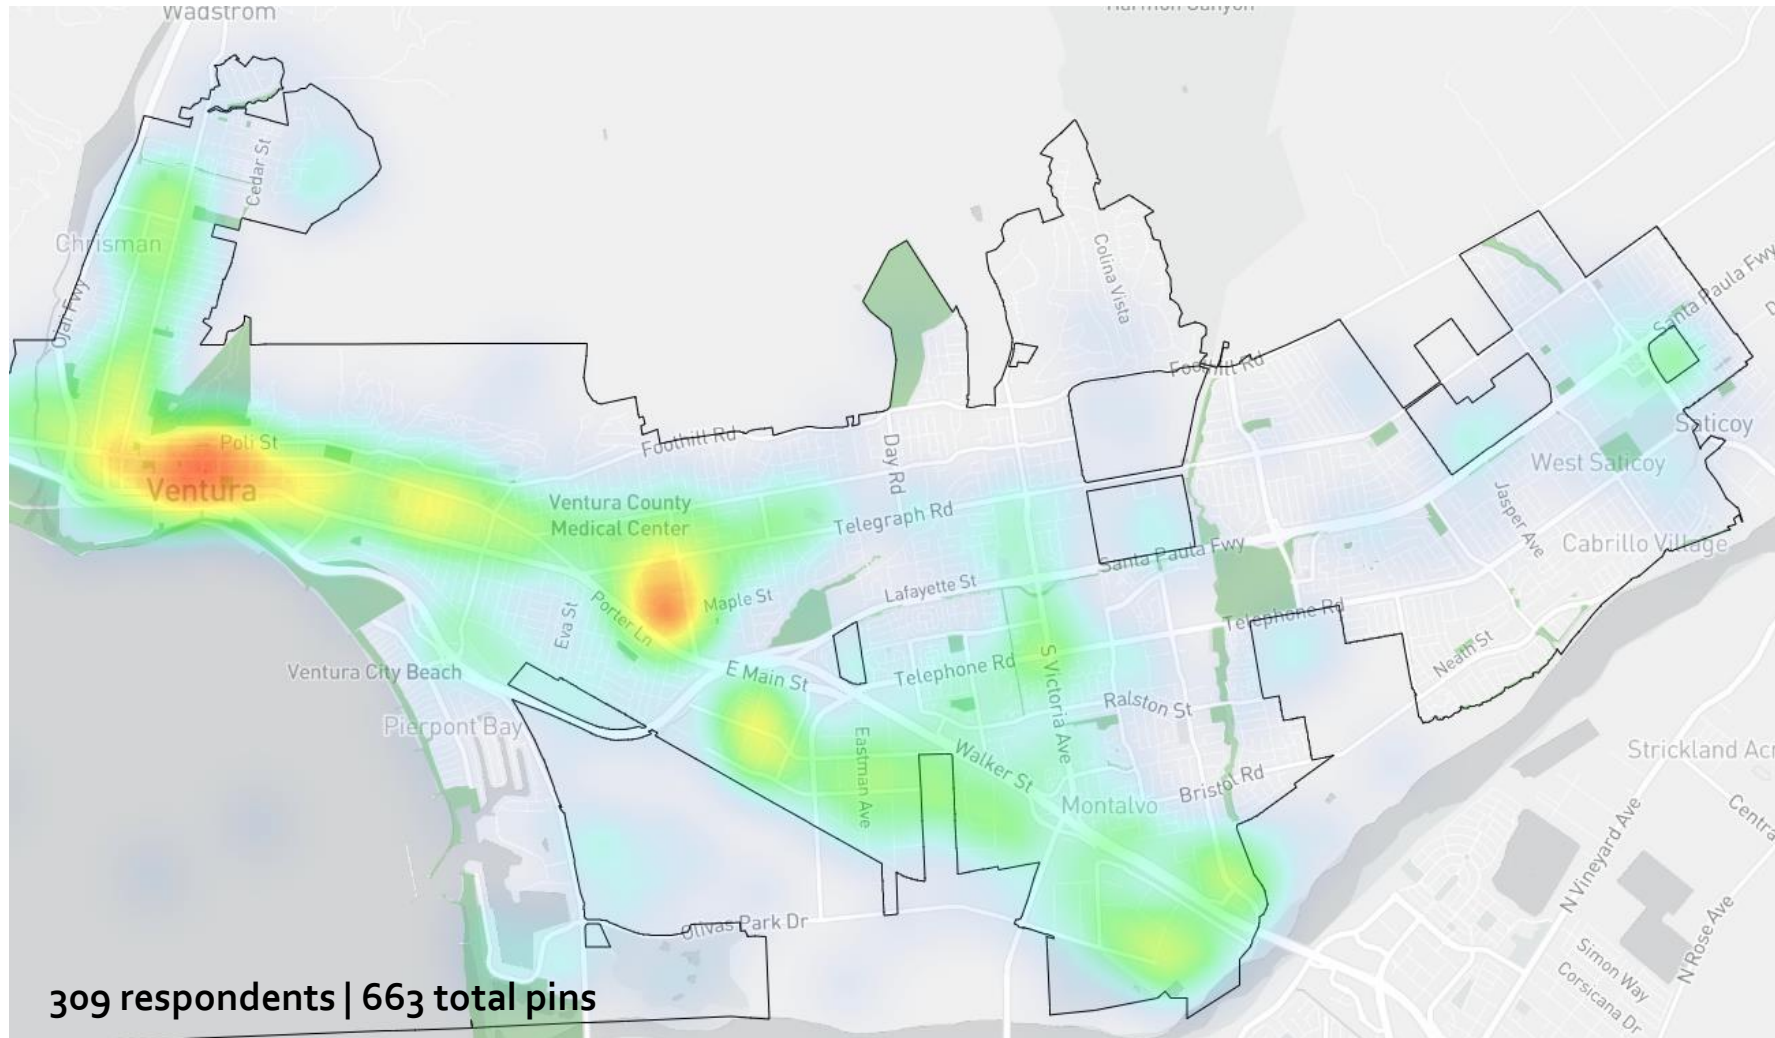 Wadstrom
Harmon Canyon
Cedar St
Chrisman
Ojai Fwy
Colina Vista
Santa Paula Fwy
Foothill Rd
Poli St
Foothill Rd
Day Rd
Saticoy
West Saticoy
Ventura
Ventura County
Medical Center
Telegraph Rd
Jasper Ave
Cabrillo Village
Santa Paula Fwy
Lafayette St
Maple St
Porter Ln
Eva St
Telephone Rd
Neath St
Ventura City Beach
E Main St
Telephone Rd
S Victoria Ave
Ralston St
Pierpont Bay
Eastman Ave
Walker St
Bristol Rd
Montalvo
Strickland Acr
Centra
N Vineyard Ave
N Rose Ave
Olivas Park Dr
Simon Way
Corsicana Dr
309 respondents | 663 total pins